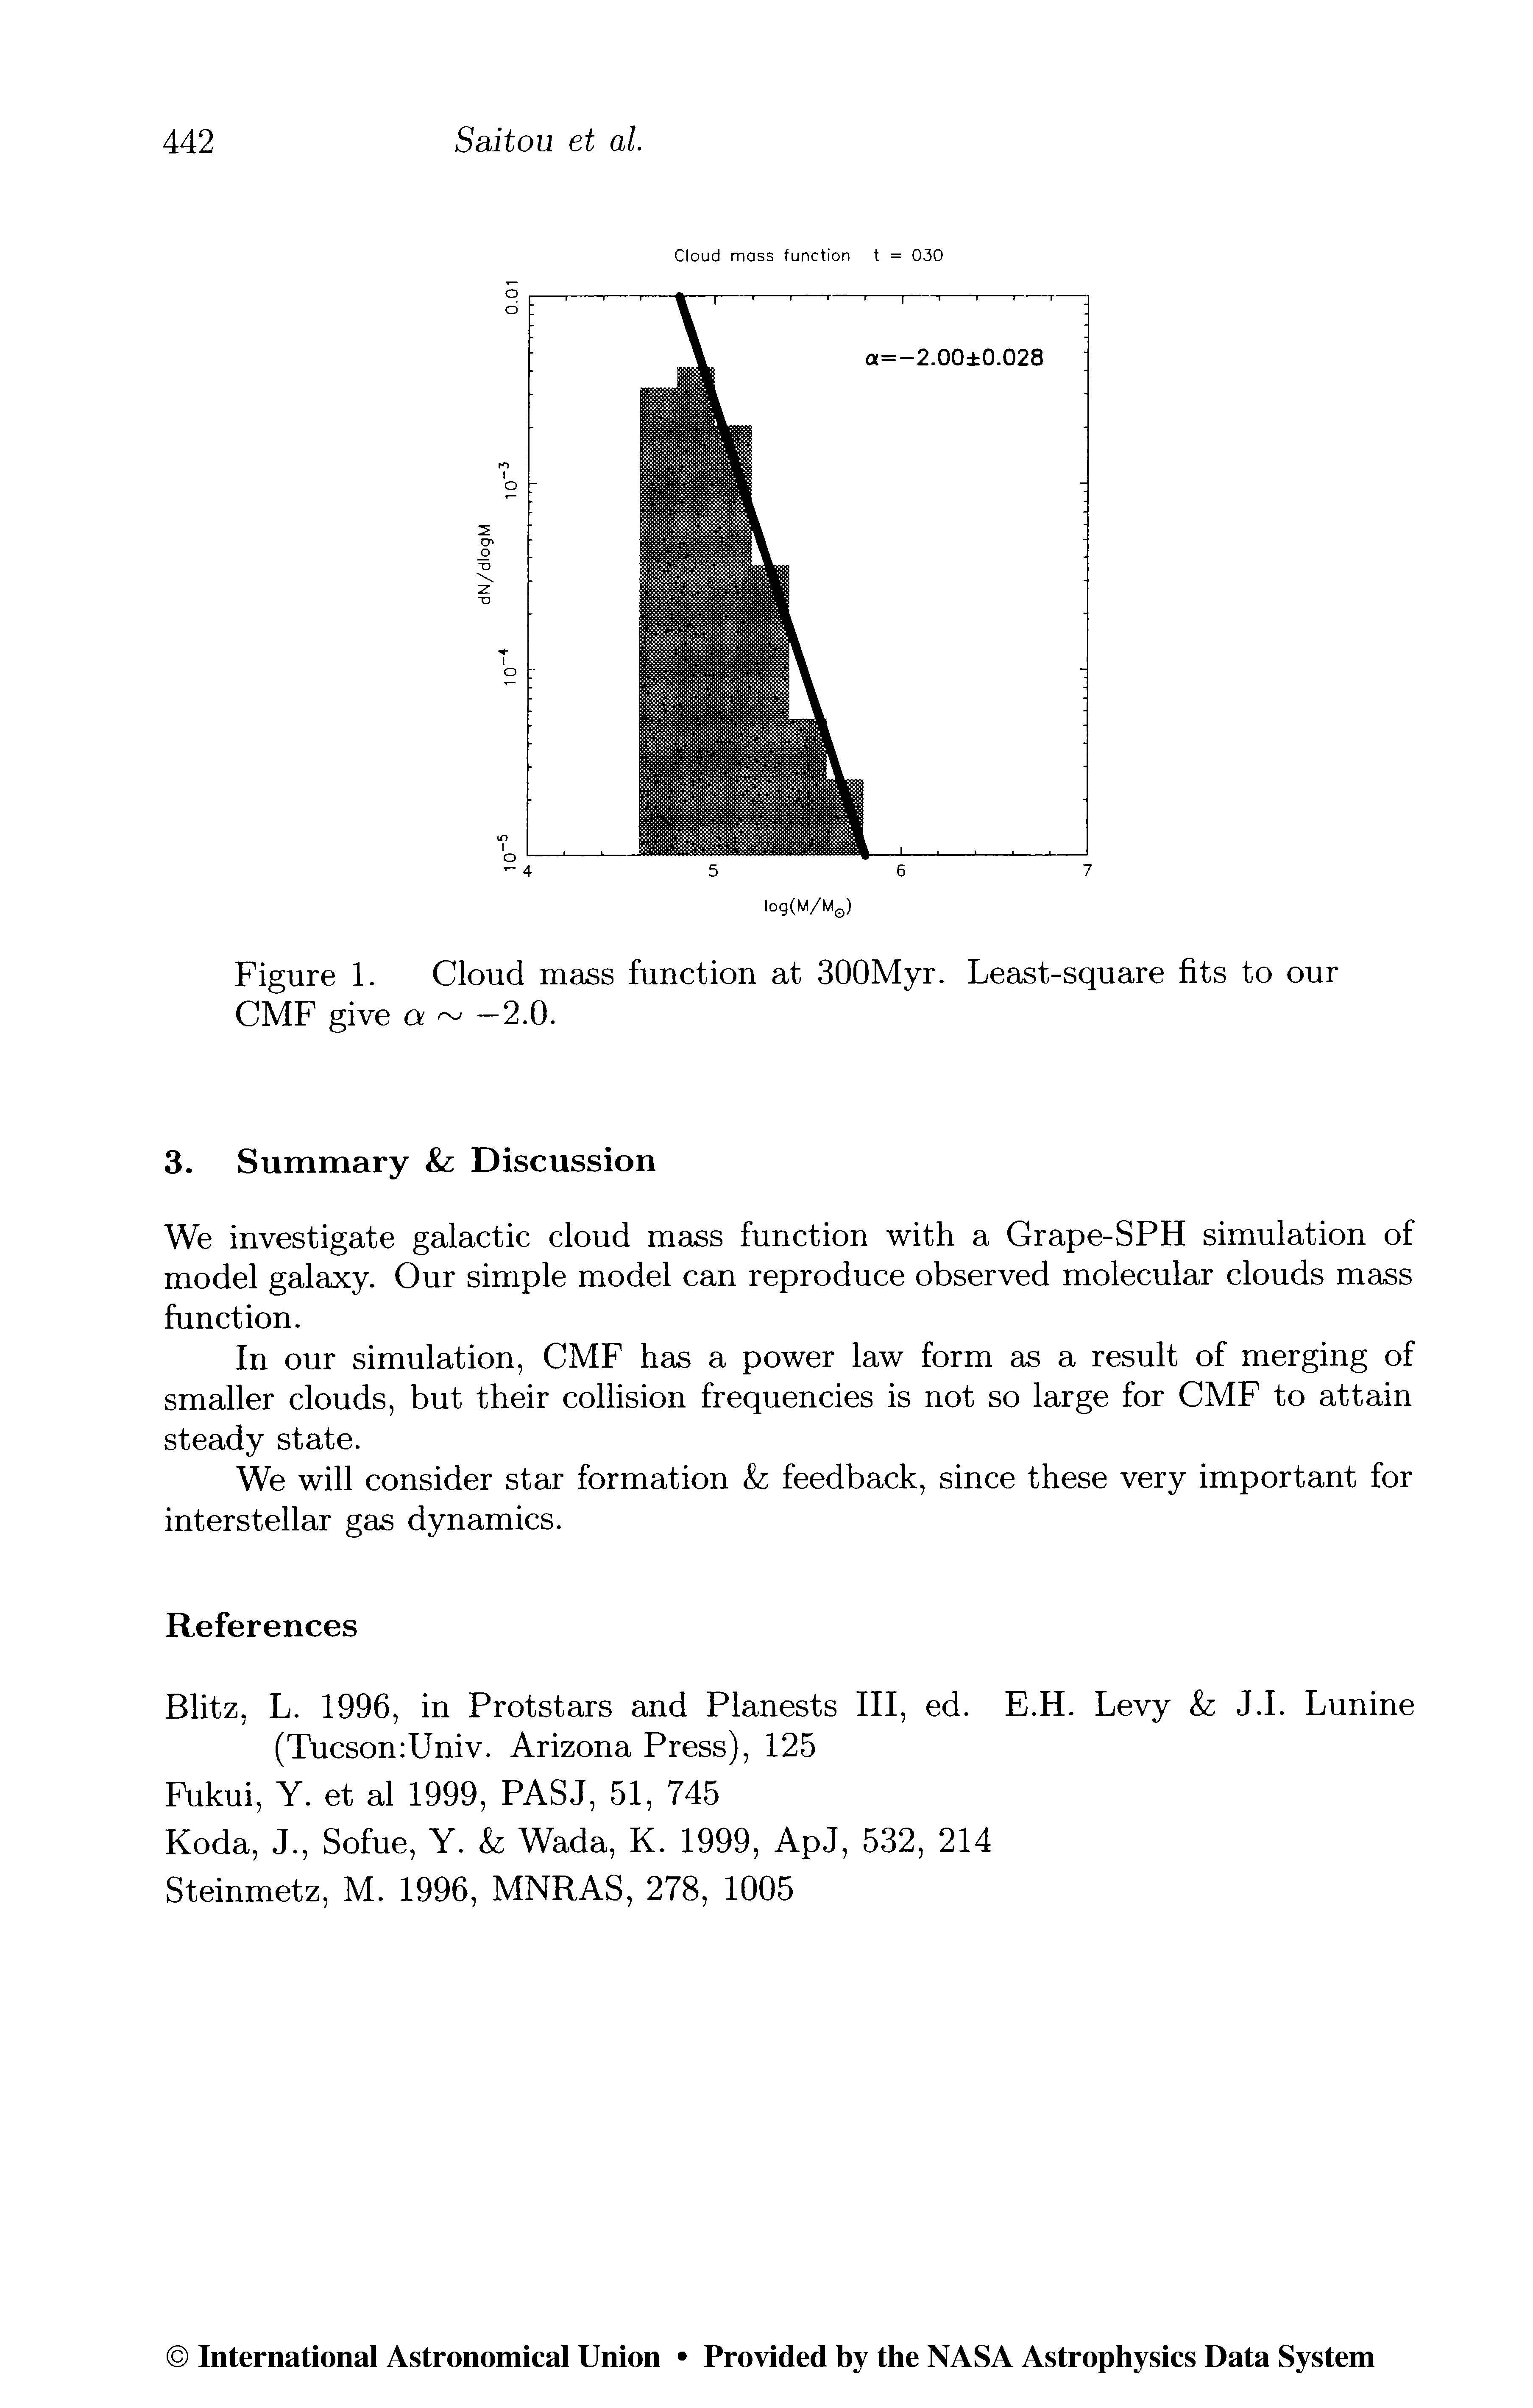 442 Saitou et al.
Cloud mass function t = 030
0.01
α=−2.00±0.028
10⁻³
dN/dlogM
10⁻⁴
10⁻⁵
4 5 6 7
log(M/M⊙)
Figure 1. Cloud mass function at 300Myr. Least-square fits to our
CMF give α ∼ −2.0.
3. Summary & Discussion
We investigate galactic cloud mass function with a Grape-SPH simulation of
model galaxy. Our simple model can reproduce observed molecular clouds mass
function.
In our simulation, CMF has a power law form as a result of merging of
smaller clouds, but their collision frequencies is not so large for CMF to attain
steady state.
We will consider star formation & feedback, since these very important for
interstellar gas dynamics.
References
Blitz, L. 1996, in Protstars and Planests III, ed. E.H. Levy & J.I. Lunine
(Tucson:Univ. Arizona Press), 125
Fukui, Y. et al 1999, PASJ, 51, 745
Koda, J., Sofue, Y. & Wada, K. 1999, ApJ, 532, 214
Steinmetz, M. 1996, MNRAS, 278, 1005
© International Astronomical Union • Provided by the NASA Astrophysics Data System